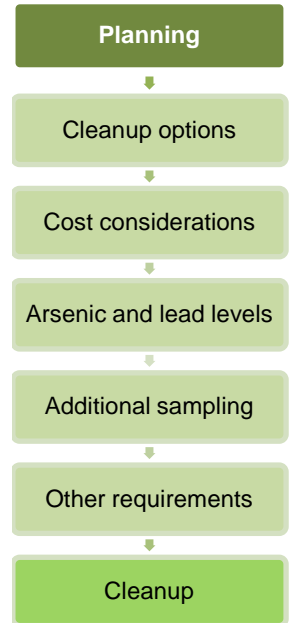 Planning
Cleanup options
Cost considerations
Arsenic and lead levels
Additional sampling
Other requirements
Cleanup